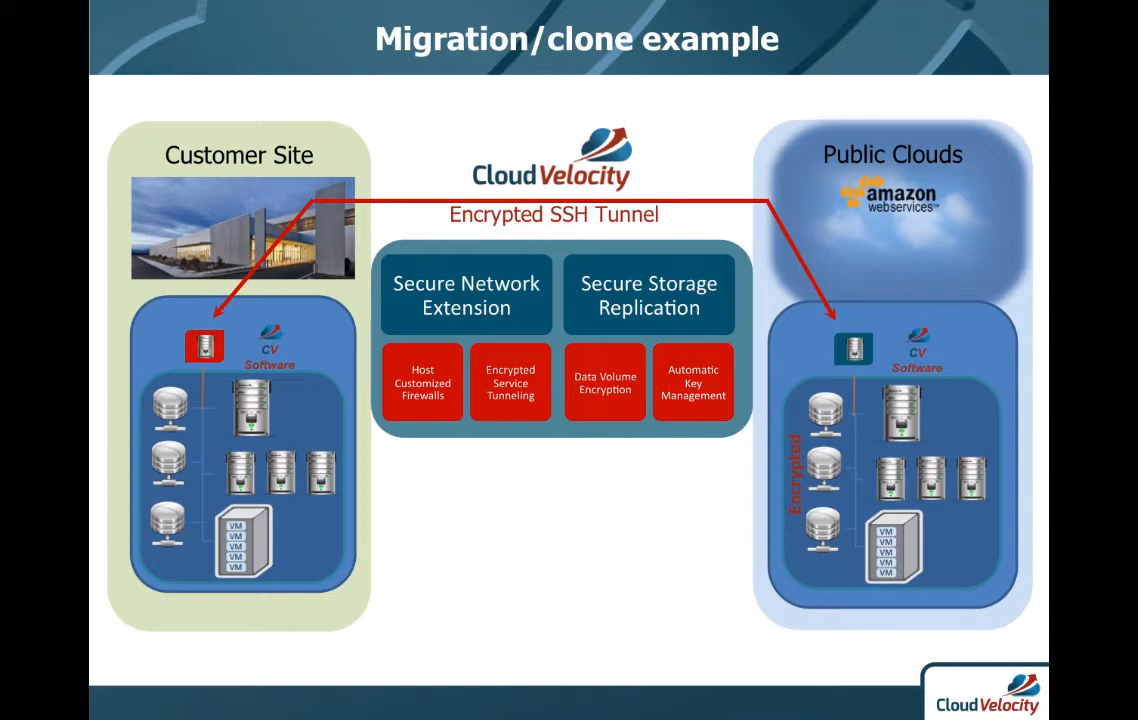 Migration/clone example
Customer Site
CloudVelocity
Encrypted SSH Tunnel
Secure Network
Extension
Secure Storage
Replication
Host
Customized
Firewalls
Encrypted
Service
Tunneling
Data Volume
Encryption
Automatic
Key
Management
Public Clouds
amazon
webservices™
CV
Software
VM
VM
VM
VM
VM
CV
Software
Encrypted
VM
VM
VM
VM
VM
CloudVelocity